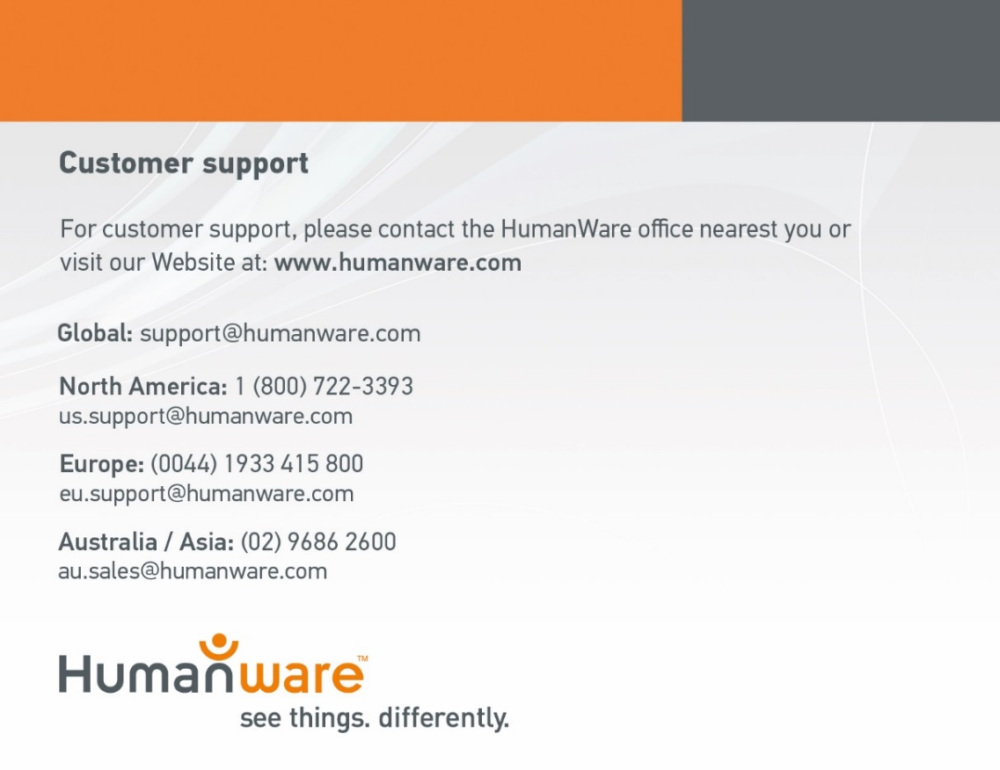 Customer support
For customer support, please contact the HumanWare office nearest you or
visit our Website at: www.humanware.com
Global: support@humanware.com
North America: 1 (800) 722-3393
us.support@humanware.com
Europe: (0044) 1933 415 800
eu.support@humanware.com
Australia / Asia: (02) 9686 2600
au.sales@humanware.com
Humanware™
see things. differently.